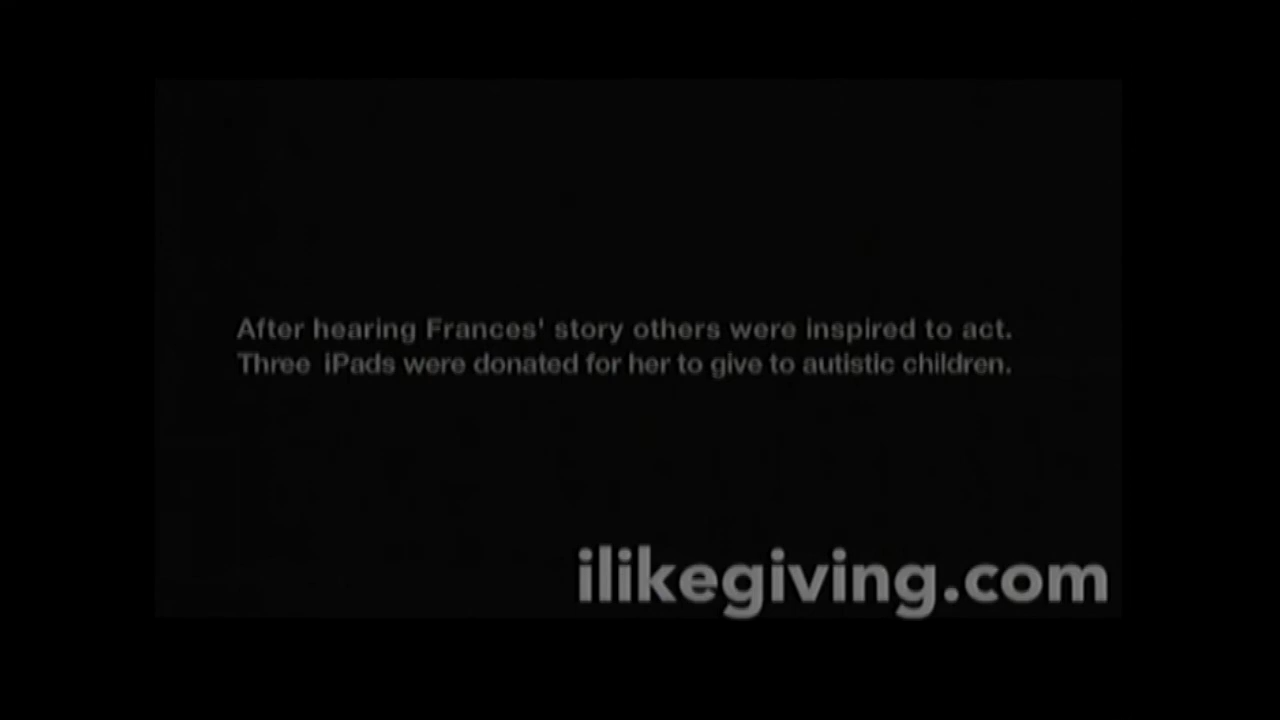 After hearing Frances' story others were inspired to act.
Three iPads were donated for her to give to autistic children.
ilikegiving.com